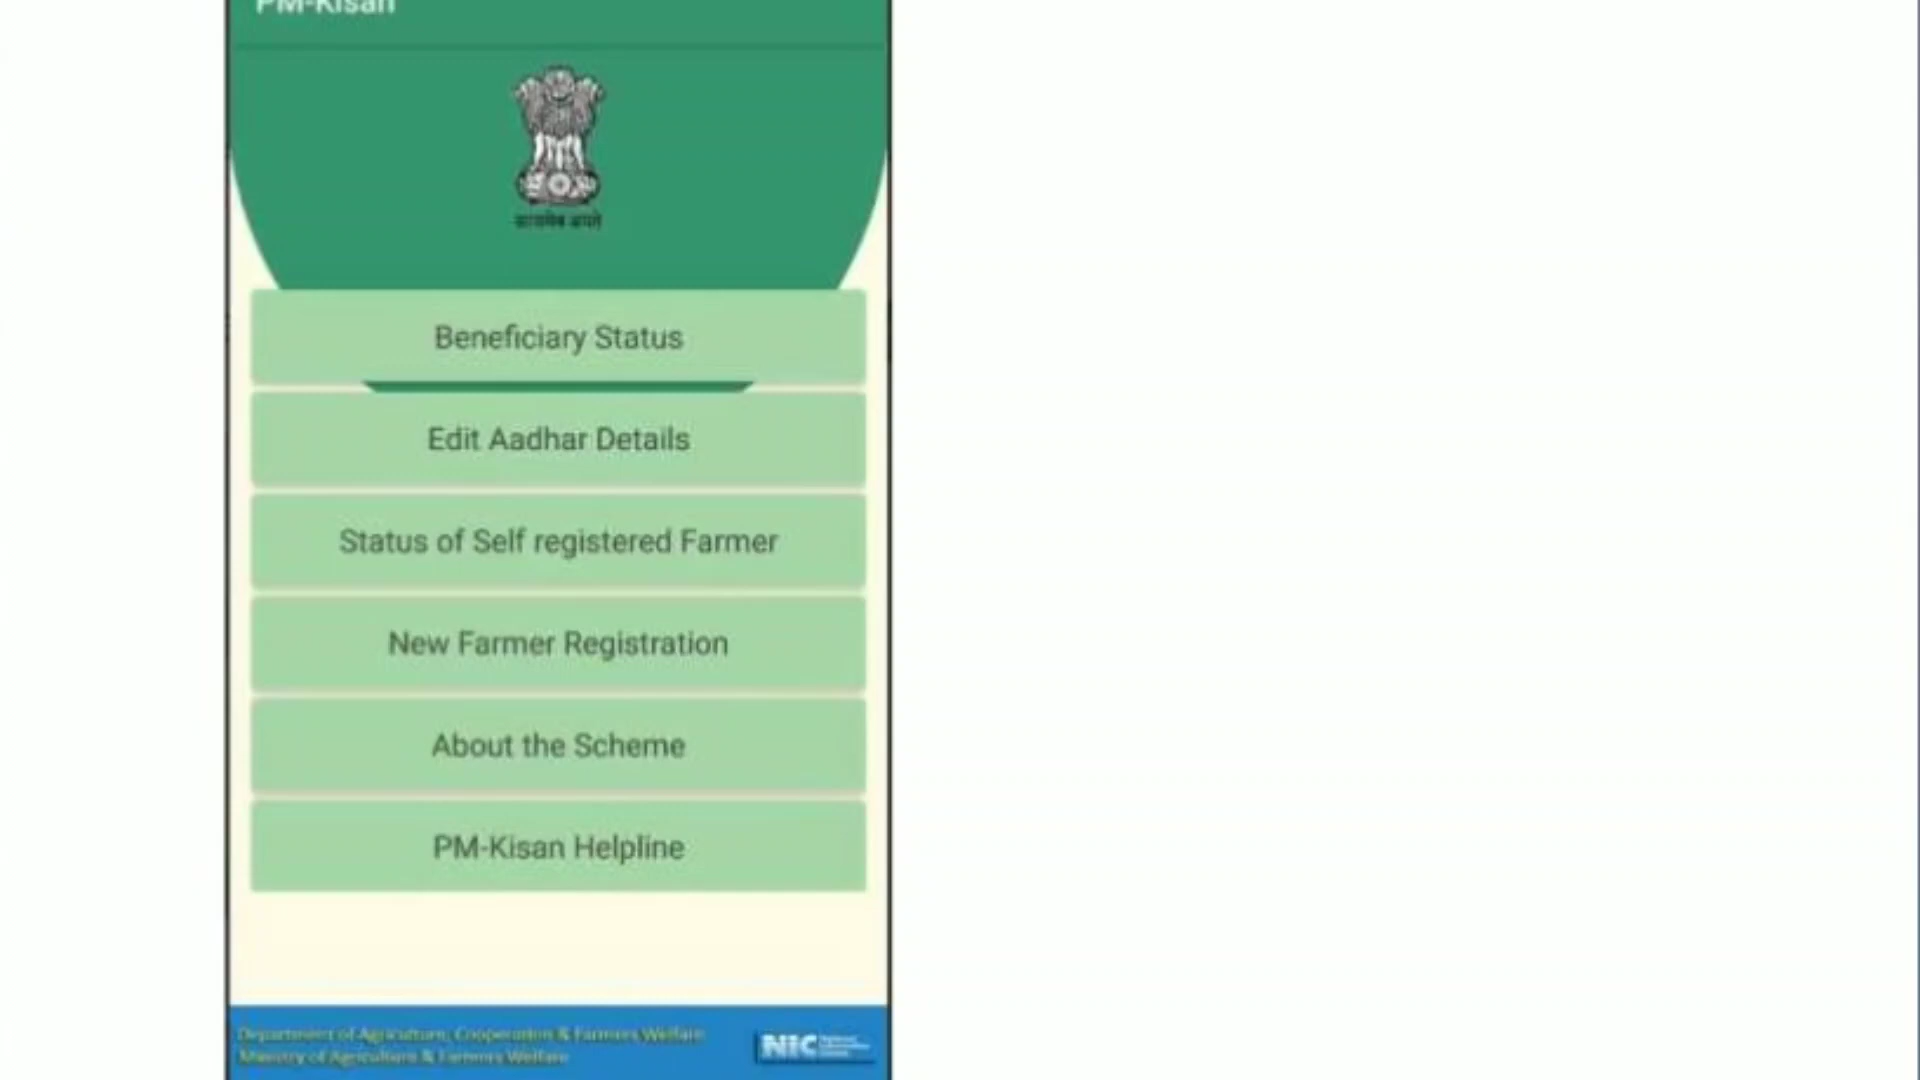 PM-Kisan
Beneficiary Status
Edit Aadhar Details
Status of Self registered Farmer
New Farmer Registration
About the Scheme
PM-Kisan Helpline
Department of Agriculture, Cooperation & Farmers Welfare
Ministry of Agriculture & Farmers Welfare
NIC